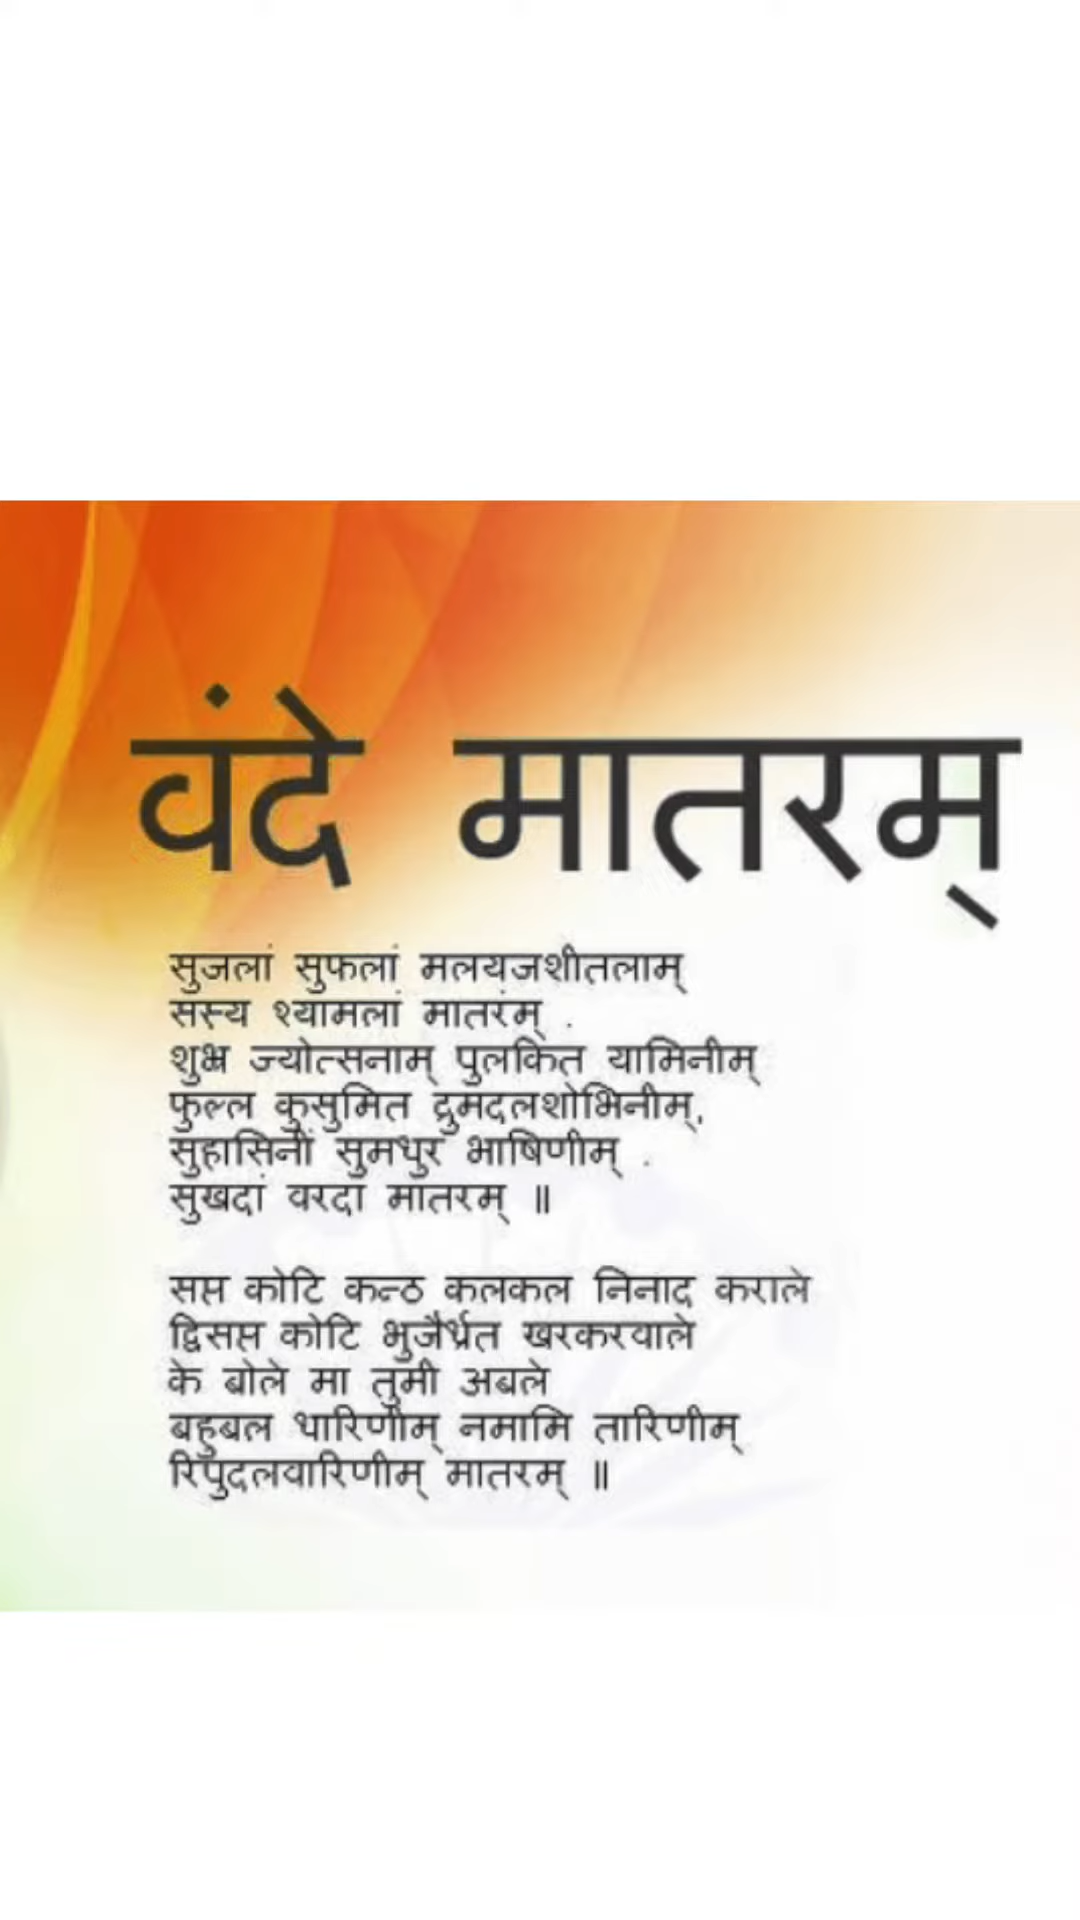 वंदे मातरम्
सुजलां सुफलां मलयजशीतलाम्
सस्य श्यामलां मातरंम् .
शुभ्र ज्योत्सनाम् पुलकित यामिनीम्
फुल्ल कुसुमित द्रुमदलशोभिनीम्,
सुहासिनीं सुमधुर भाषिणीम् .
सुखदां वरदां मातरम् ॥
सप्त कोटि कन्ठ कलकल निनाद कराले
द्विसप्त कोटि भुजैर्ध्रत खरकरवाले
के बोले मा तुमी अबले
बहुबल धारिणीम् नमामि तारिणीम्
रिपुदलवारिणीम् मातरम् ॥